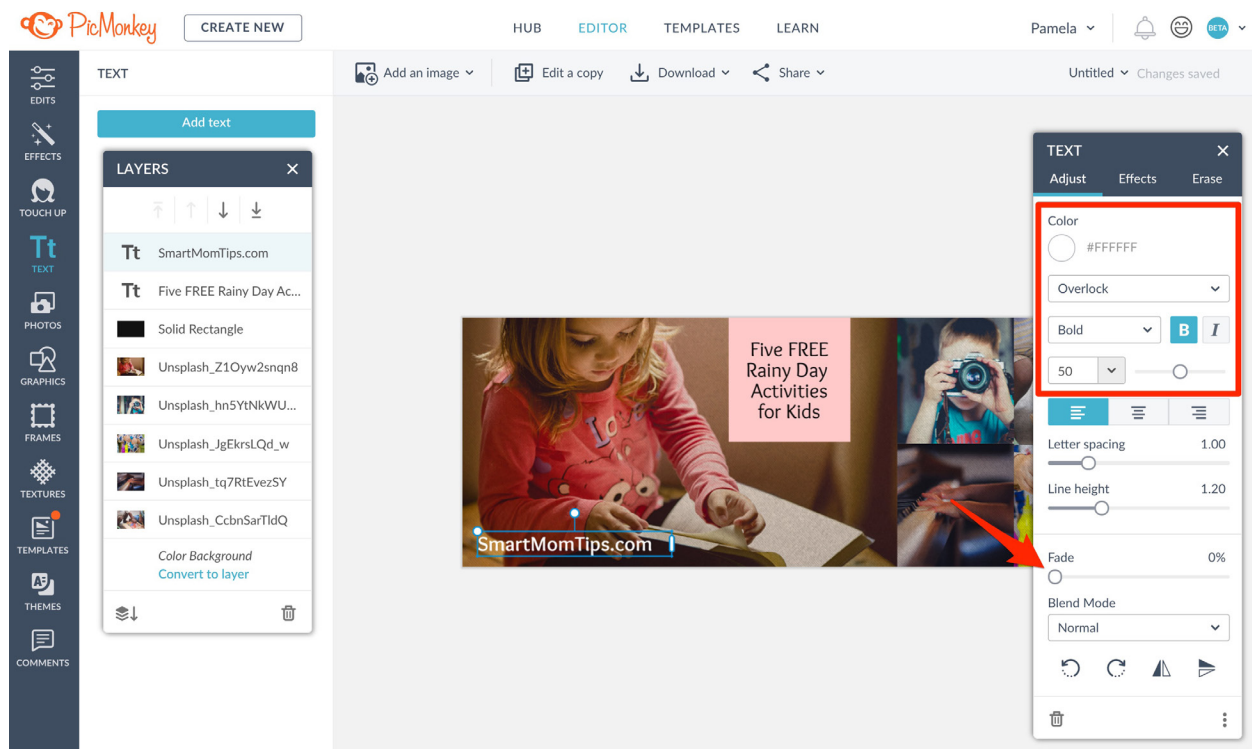 PicMonkey
CREATE NEW
HUB
EDITOR
TEMPLATES
LEARN
Pamela
BETA
EDITS
EFFECTS
TOUCH UP
Tt
TEXT
PHOTOS
GRAPHICS
FRAMES
TEXTURES
TEMPLATES
THEMES
COMMENTS
TEXT
Add text
LAYERS
Tt SmartMomTips.com
Tt Five FREE Rainy Day Ac...
Solid Rectangle
Unsplash_Z1Oyw2snqn8
Unsplash_hn5YtNkWU...
Unsplash_JgEkrsLQd_w
Unsplash_tq7RtEvezSY
Unsplash_CcbnSarTldQ
Color Background
Convert to layer
Add an image
Edit a copy
Download
Share
Untitled
Changes saved
Five FREE
Rainy Day
Activities
for Kids
Love
SmartMomTips.com
TEXT
Adjust Effects Erase
Color
#FFFFFF
Overlock
Bold B I
50
Letter spacing 1.00
Line height 1.20
Fade 0%
Blend Mode
Normal